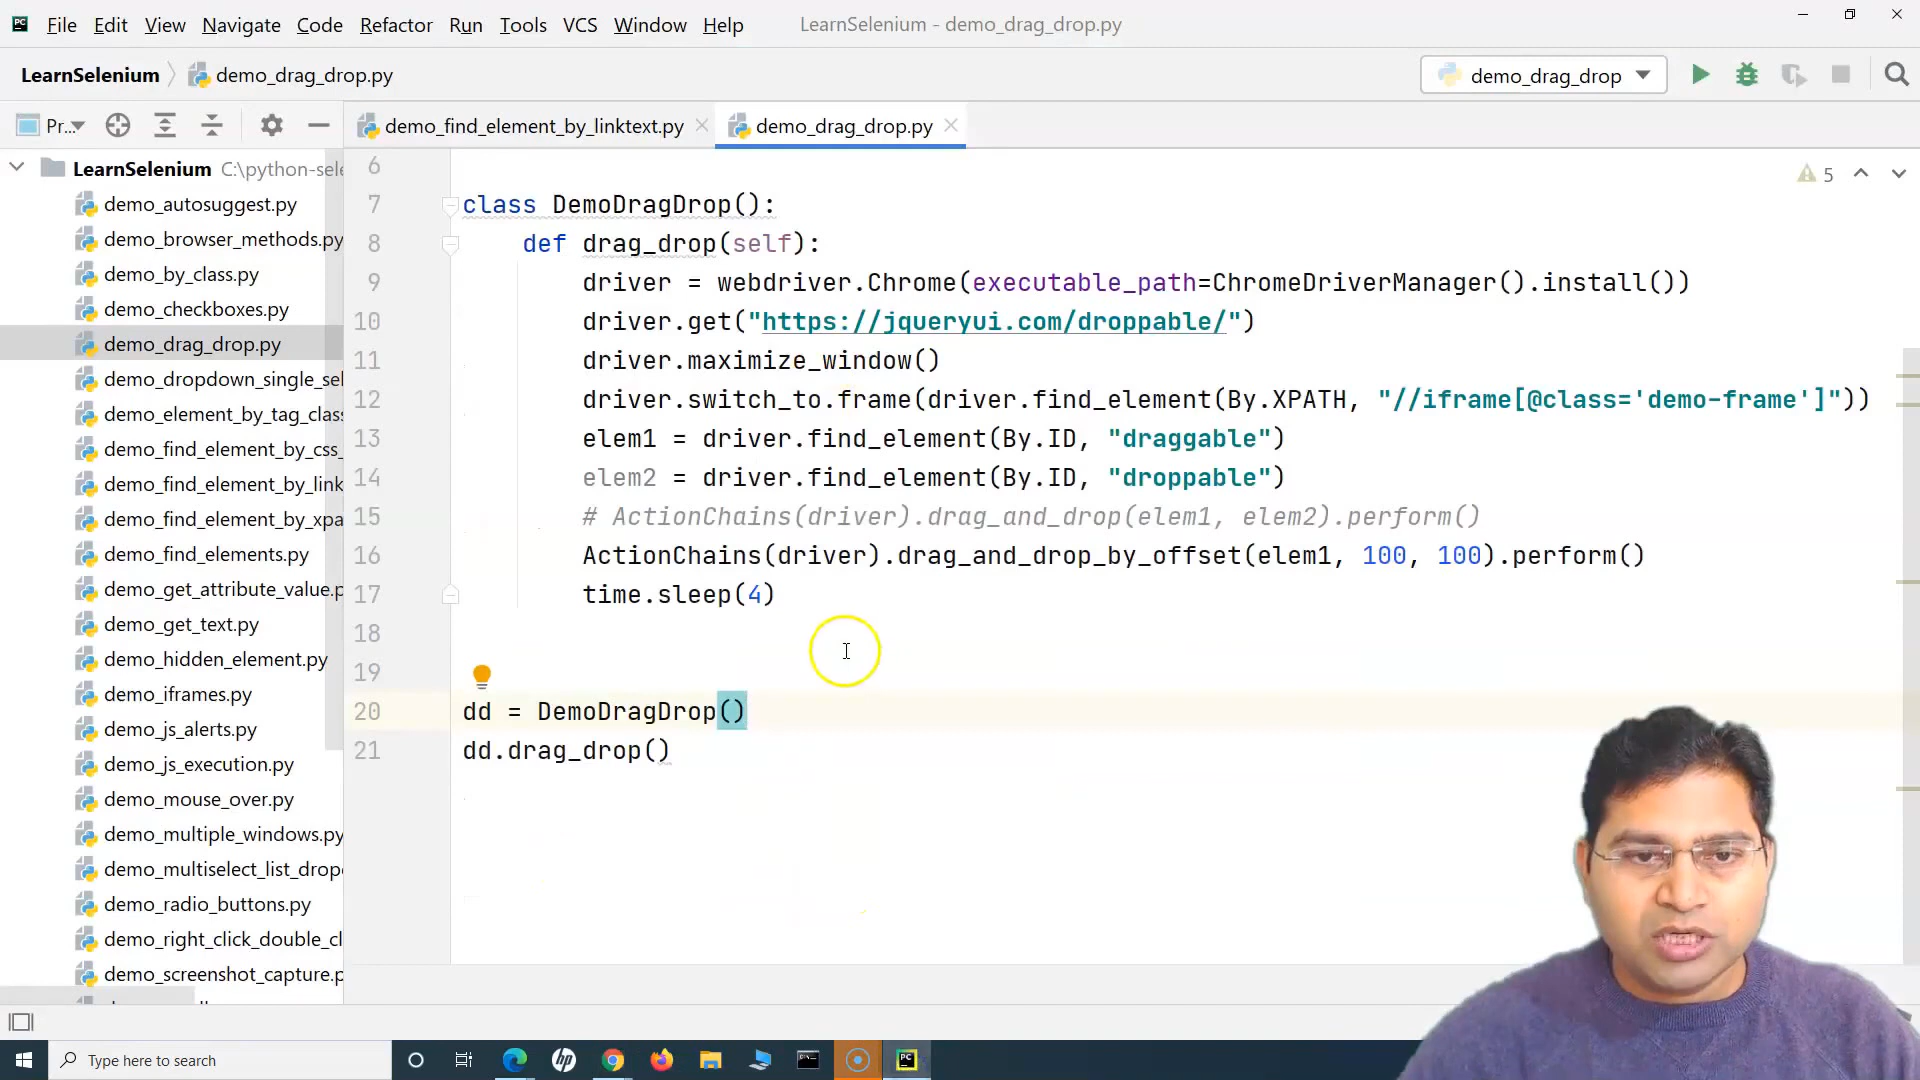 File Edit View Navigate Code Refactor Run Tools VCS Window Help LearnSelenium - demo_drag_drop.py
LearnSelenium demo_drag_drop.py demo_drag_drop
Pr... demo_find_element_by_linktext.py demo_drag_drop.py
LearnSelenium C:\python-sele
demo_autosuggest.py
demo_browser_methods.py
demo_by_class.py
demo_checkboxes.py
demo_drag_drop.py
demo_dropdown_single_sel
demo_element_by_tag_class
demo_find_element_by_css_
demo_find_element_by_link
demo_find_element_by_xpa
demo_find_elements.py
demo_get_attribute_value.p
demo_get_text.py
demo_hidden_element.py
demo_iframes.py
demo_js_alerts.py
demo_js_execution.py
demo_mouse_over.py
demo_multiple_windows.py
demo_multiselect_list_drop
demo_radio_buttons.py
demo_right_click_double_cl
demo_screenshot_capture.p
5
6
7 class DemoDragDrop():
8 def drag_drop(self):
9 driver = webdriver.Chrome(executable_path=ChromeDriverManager().install())
10 driver.get("https://jqueryui.com/droppable/")
11 driver.maximize_window()
12 driver.switch_to.frame(driver.find_element(By.XPATH, "//iframe[@class='demo-frame']"))
13 elem1 = driver.find_element(By.ID, "draggable")
14 elem2 = driver.find_element(By.ID, "droppable")
15 # ActionChains(driver).drag_and_drop(elem1, elem2).perform()
16 ActionChains(driver).drag_and_drop_by_offset(elem1, 100, 100).perform()
17 time.sleep(4)
18
19
20 dd = DemoDragDrop()
21 dd.drag_drop()
Type here to search
hp
PC